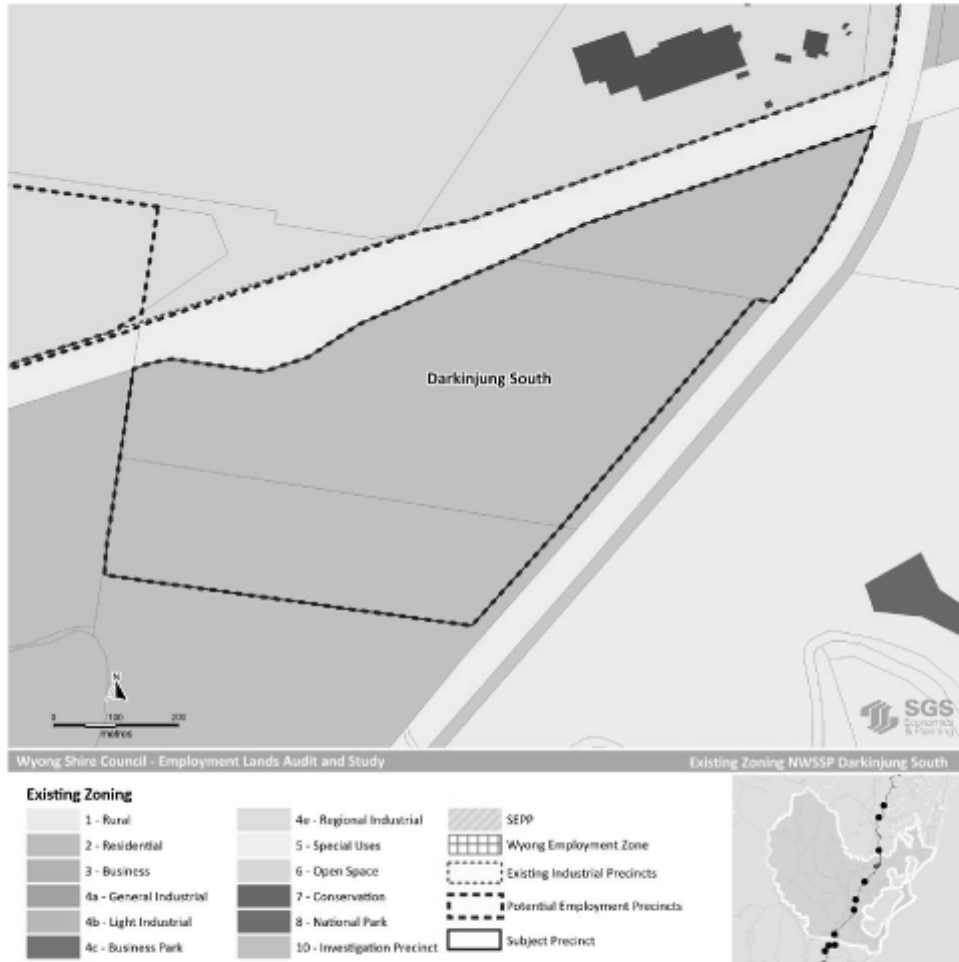 Darkinjung South
N
0 100 200
metres
SGS
Economics
& Planning
Wyong Shire Council - Employment Lands Audit and Study
Existing Zoning NWSSP Darkinjung South
Existing Zoning
1 - Rural
2 - Residential
3 - Business
4a - General Industrial
4b - Light Industrial
4c - Business Park
4e - Regional Industrial
5 - Special Uses
6 - Open Space
7 - Conservation
8 - National Park
10 - Investigation Precinct
SEPP
Wyong Employment Zone
Existing Industrial Precincts
Potential Employment Precincts
Subject Precinct